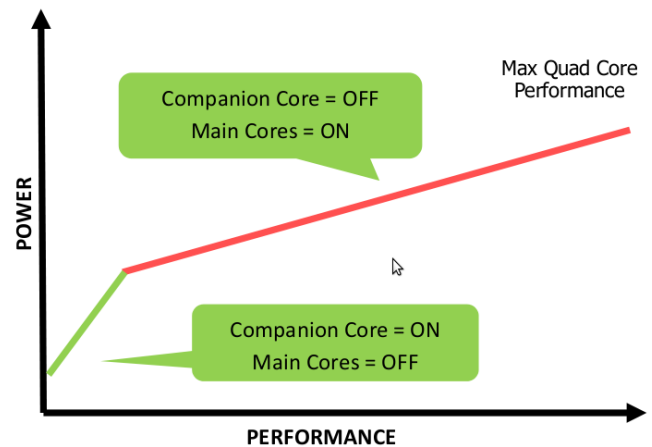 Max Quad Core
Performance
Companion Core = OFF
Main Cores = ON
POWER
Companion Core = ON
Main Cores = OFF
PERFORMANCE